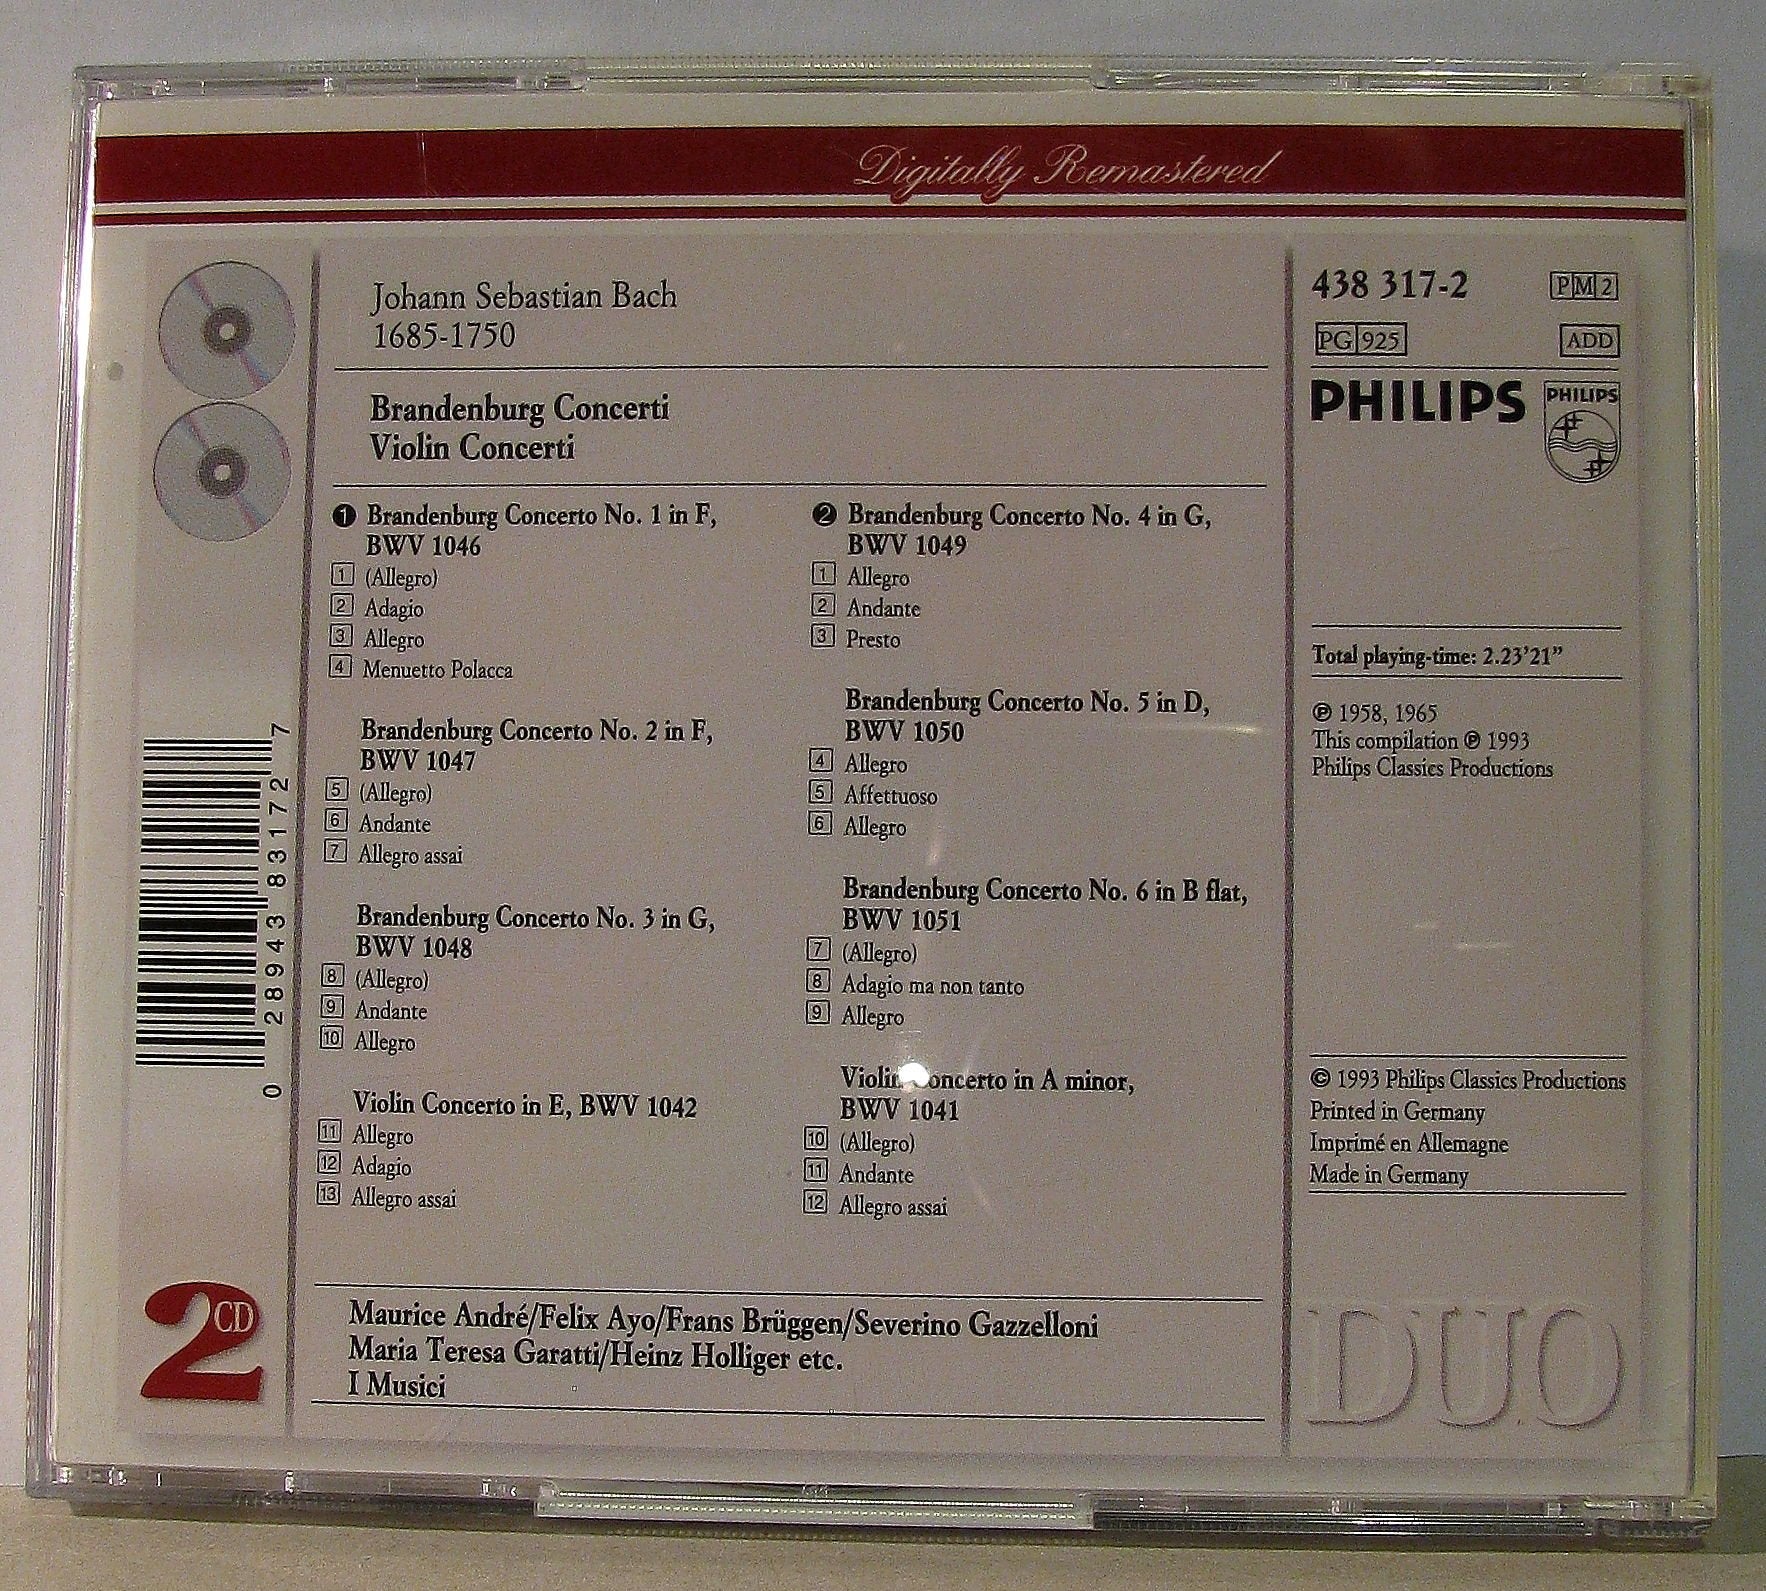 Digitally Remastered
Johann Sebastian Bach
1685-1750
Brandenburg Concerti
Violin Concerti
1 Brandenburg Concerto No. 1 in F,
BWV 1046
1 (Allegro)
2 Adagio
3 Allegro
4 Menuetto Polacca
Brandenburg Concerto No. 2 in F,
BWV 1047
5 (Allegro)
6 Andante
7 Allegro assai
Brandenburg Concerto No. 3 in G,
BWV 1048
8 (Allegro)
9 Andante
10 Allegro
Violin Concerto in E, BWV 1042
11 Allegro
12 Adagio
13 Allegro assai
2 Brandenburg Concerto No. 4 in G,
BWV 1049
1 Allegro
2 Andante
3 Presto
Brandenburg Concerto No. 5 in D,
BWV 1050
4 Allegro
5 Affettuoso
6 Allegro
Brandenburg Concerto No. 6 in B flat,
BWV 1051
7 (Allegro)
8 Adagio ma non tanto
9 Allegro
Violin Concerto in A minor,
BWV 1041
10 (Allegro)
11 Andante
12 Allegro assai
Maurice André/Felix Ayo/Frans Brüggen/Severino Gazzelloni
Maria Teresa Garatti/Heinz Holliger etc.
I Musici
438 317-2 PM2
PG 925 ADD
PHILIPS PHILIPS
Total playing-time: 2.23'21"
℗ 1958, 1965
This compilation ℗ 1993
Philips Classics Productions
© 1993 Philips Classics Productions
Printed in Germany
Imprimé en Allemagne
Made in Germany
DUO
0 28943 83172 7
2 CD